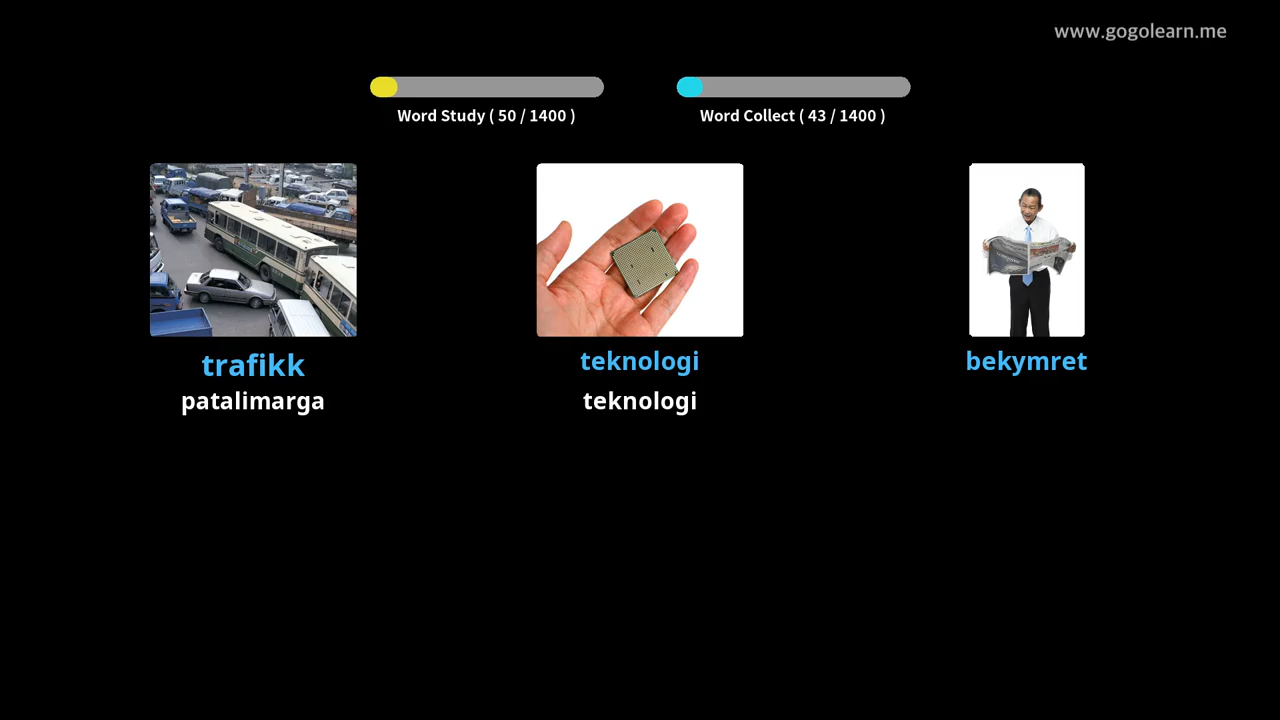 www.gogolearn.me
Word Study ( 50 / 1400 )
Word Collect ( 43 / 1400 )
trafikk
teknologi
bekymret
patalimarga
teknologi